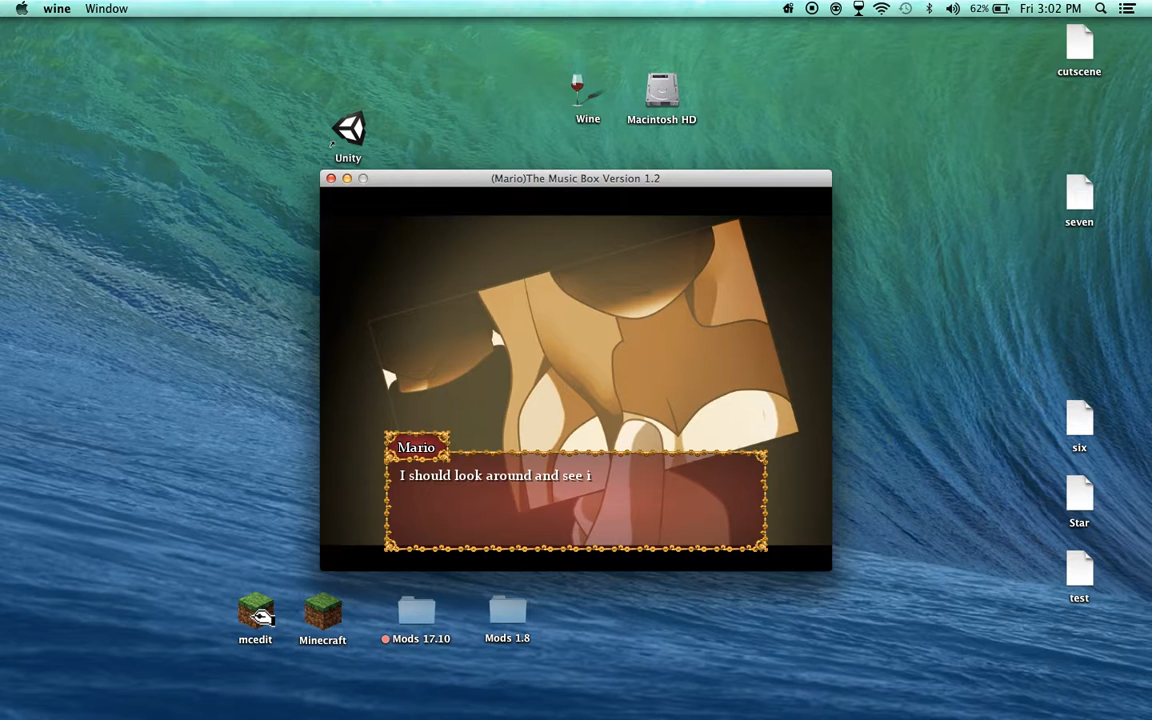 wine Window 62% Fri 3:02 PM
cutscene
Wine Macintosh HD
Unity
(Mario)The Music Box Version 1.2
seven
Mario
I should look around and see i
six
Star
test
mcedit Minecraft Mods 17.10 Mods 1.8